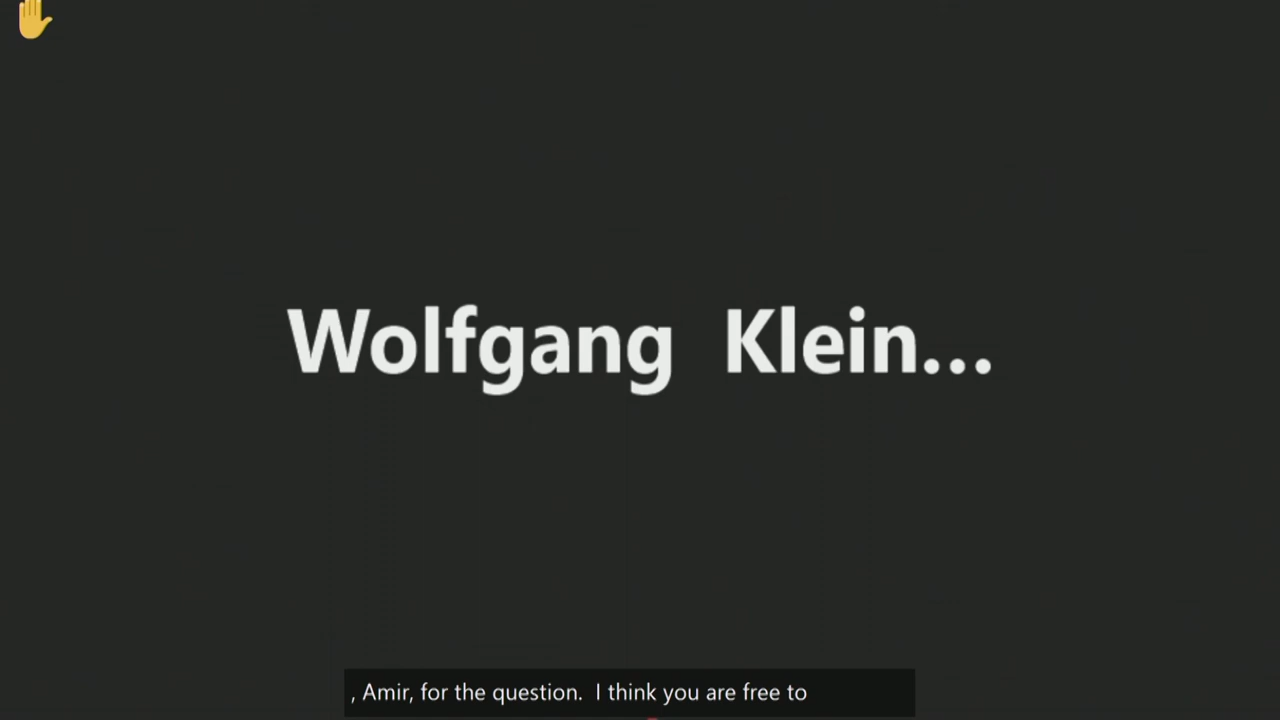 Wolfgang Klein...
, Amir, for the question. I think you are free to